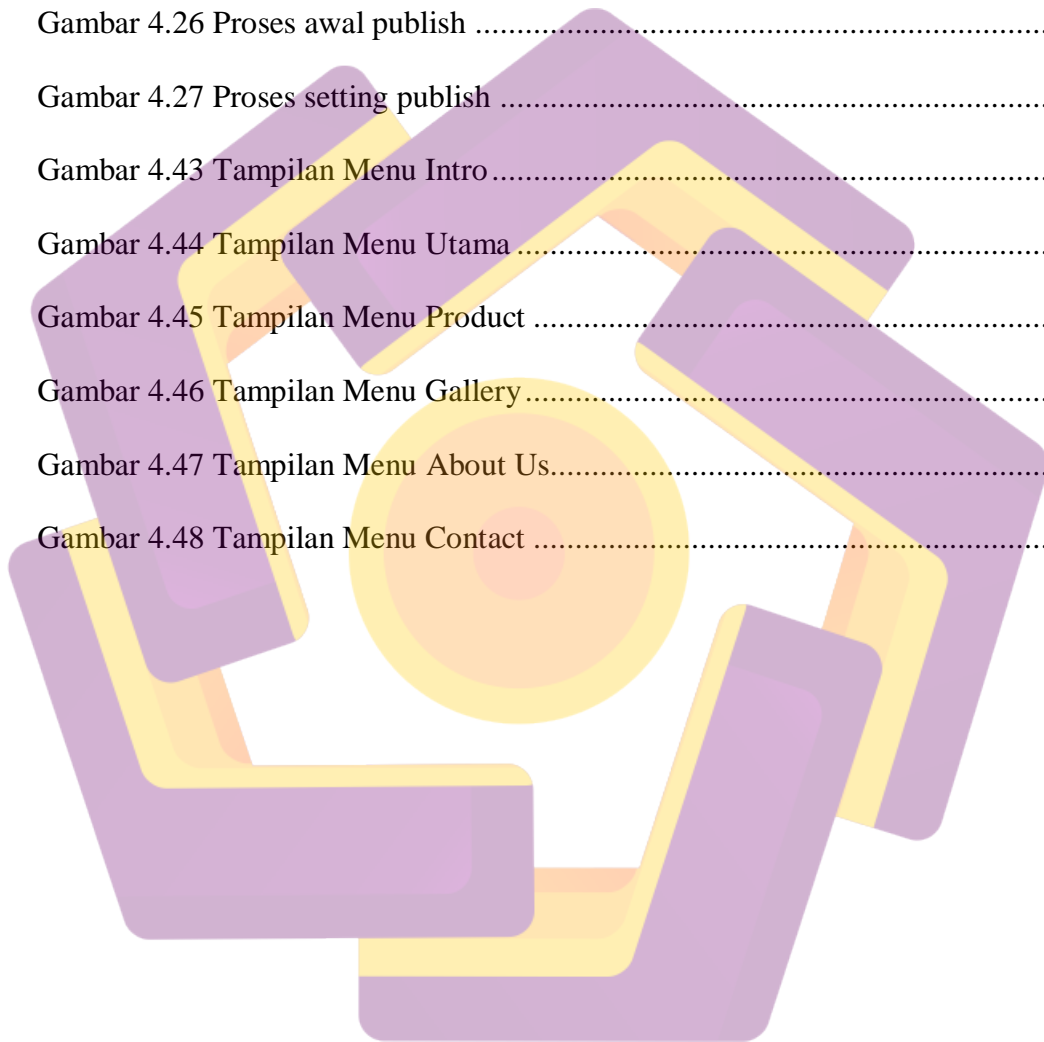 Gambar 4.26 Proses awal publish ........................................................................
Gambar 4.27 Proses setting publish .....................................................................
Gambar 4.43 Tampilan Menu Intro.......................................................................
Gambar 4.44 Tampilan Menu Utama ...................................................................
Gambar 4.45 Tampilan Menu Product .................................................................
Gambar 4.46 Tampilan Menu Gallery..................................................................
Gambar 4.47 Tampilan Menu About Us...............................................................
Gambar 4.48 Tampilan Menu Contact .................................................................